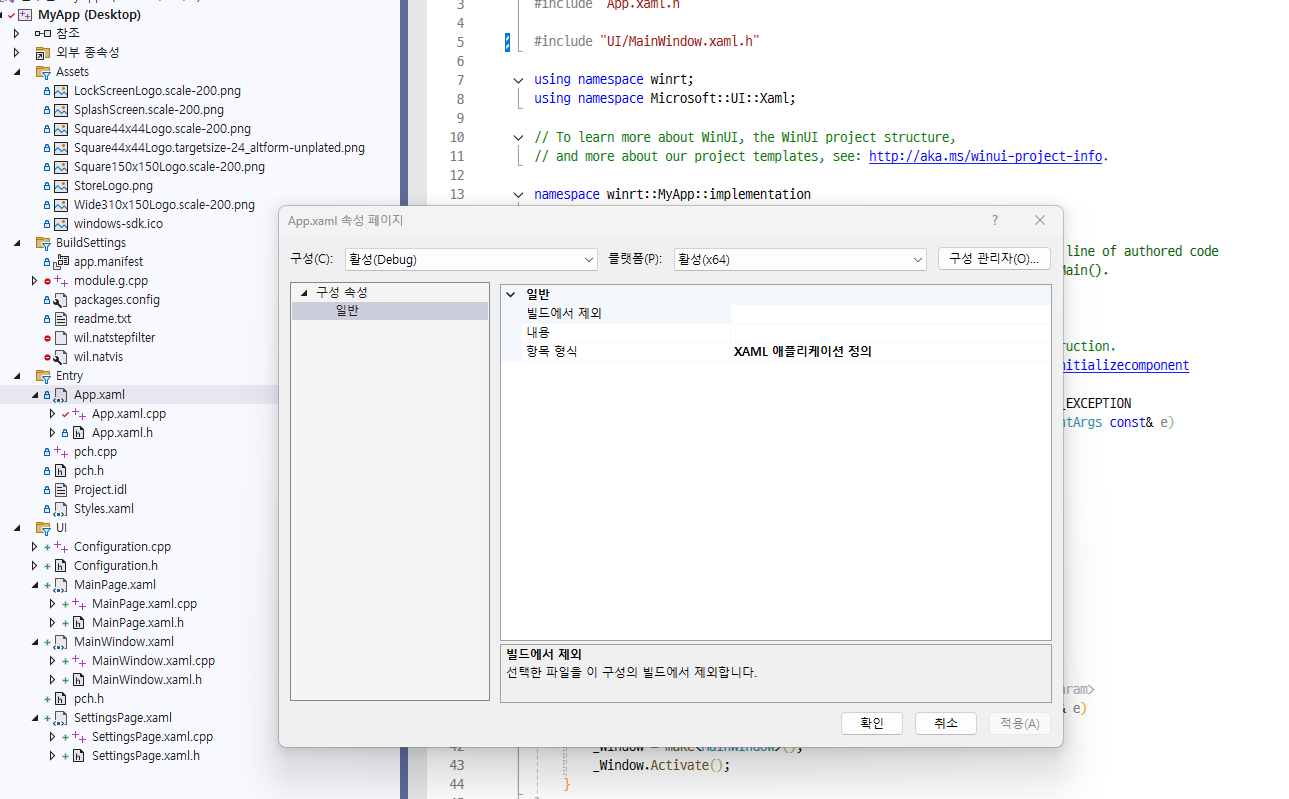 MyApp (Desktop)
참조
외부 종속성
Assets
LockScreenLogo.scale-200.png
SplashScreen.scale-200.png
Square44x44Logo.scale-200.png
Square44x44Logo.targetsize-24_altform-unplated.png
Square150x150Logo.scale-200.png
StoreLogo.png
Wide310x150Logo.scale-200.png
windows-sdk.ico
BuildSettings
app.manifest
module.g.cpp
packages.config
readme.txt
wil.natstepfilter
wil.natvis
Entry
App.xaml
App.xaml.cpp
App.xaml.h
pch.cpp
pch.h
Project.idl
Styles.xaml
UI
Configuration.cpp
Configuration.h
MainPage.xaml
MainPage.xaml.cpp
MainPage.xaml.h
MainWindow.xaml
MainWindow.xaml.cpp
MainWindow.xaml.h
pch.h
SettingsPage.xaml
SettingsPage.xaml.cpp
SettingsPage.xaml.h
3 #include "App.xaml.h"
4
5 #include "UI/MainWindow.xaml.h"
6
7 using namespace winrt;
8 using namespace Microsoft::UI::Xaml;
9
10 // To learn more about WinUI, the WinUI project structure,
11 // and more about our project templates, see: http://aka.ms/winui-project-info.
12
13 namespace winrt::MyApp::implementation
line of authored code
Main().
ruction.
nitializecomponent
_EXCEPTION
ntArgs const& e)
aram>
& e)
42 _Window = make<MainWindow>();
43 _Window.Activate();
44 }
App.xaml 속성 페이지
?
구성(C): 활성(Debug) 플랫폼(P): 활성(x64) 구성 관리자(O)...
구성 속성
일반
일반
빌드에서 제외
내용
항목 형식 XAML 애플리케이션 정의
빌드에서 제외
선택한 파일을 이 구성의 빌드에서 제외합니다.
확인 취소 적용(A)